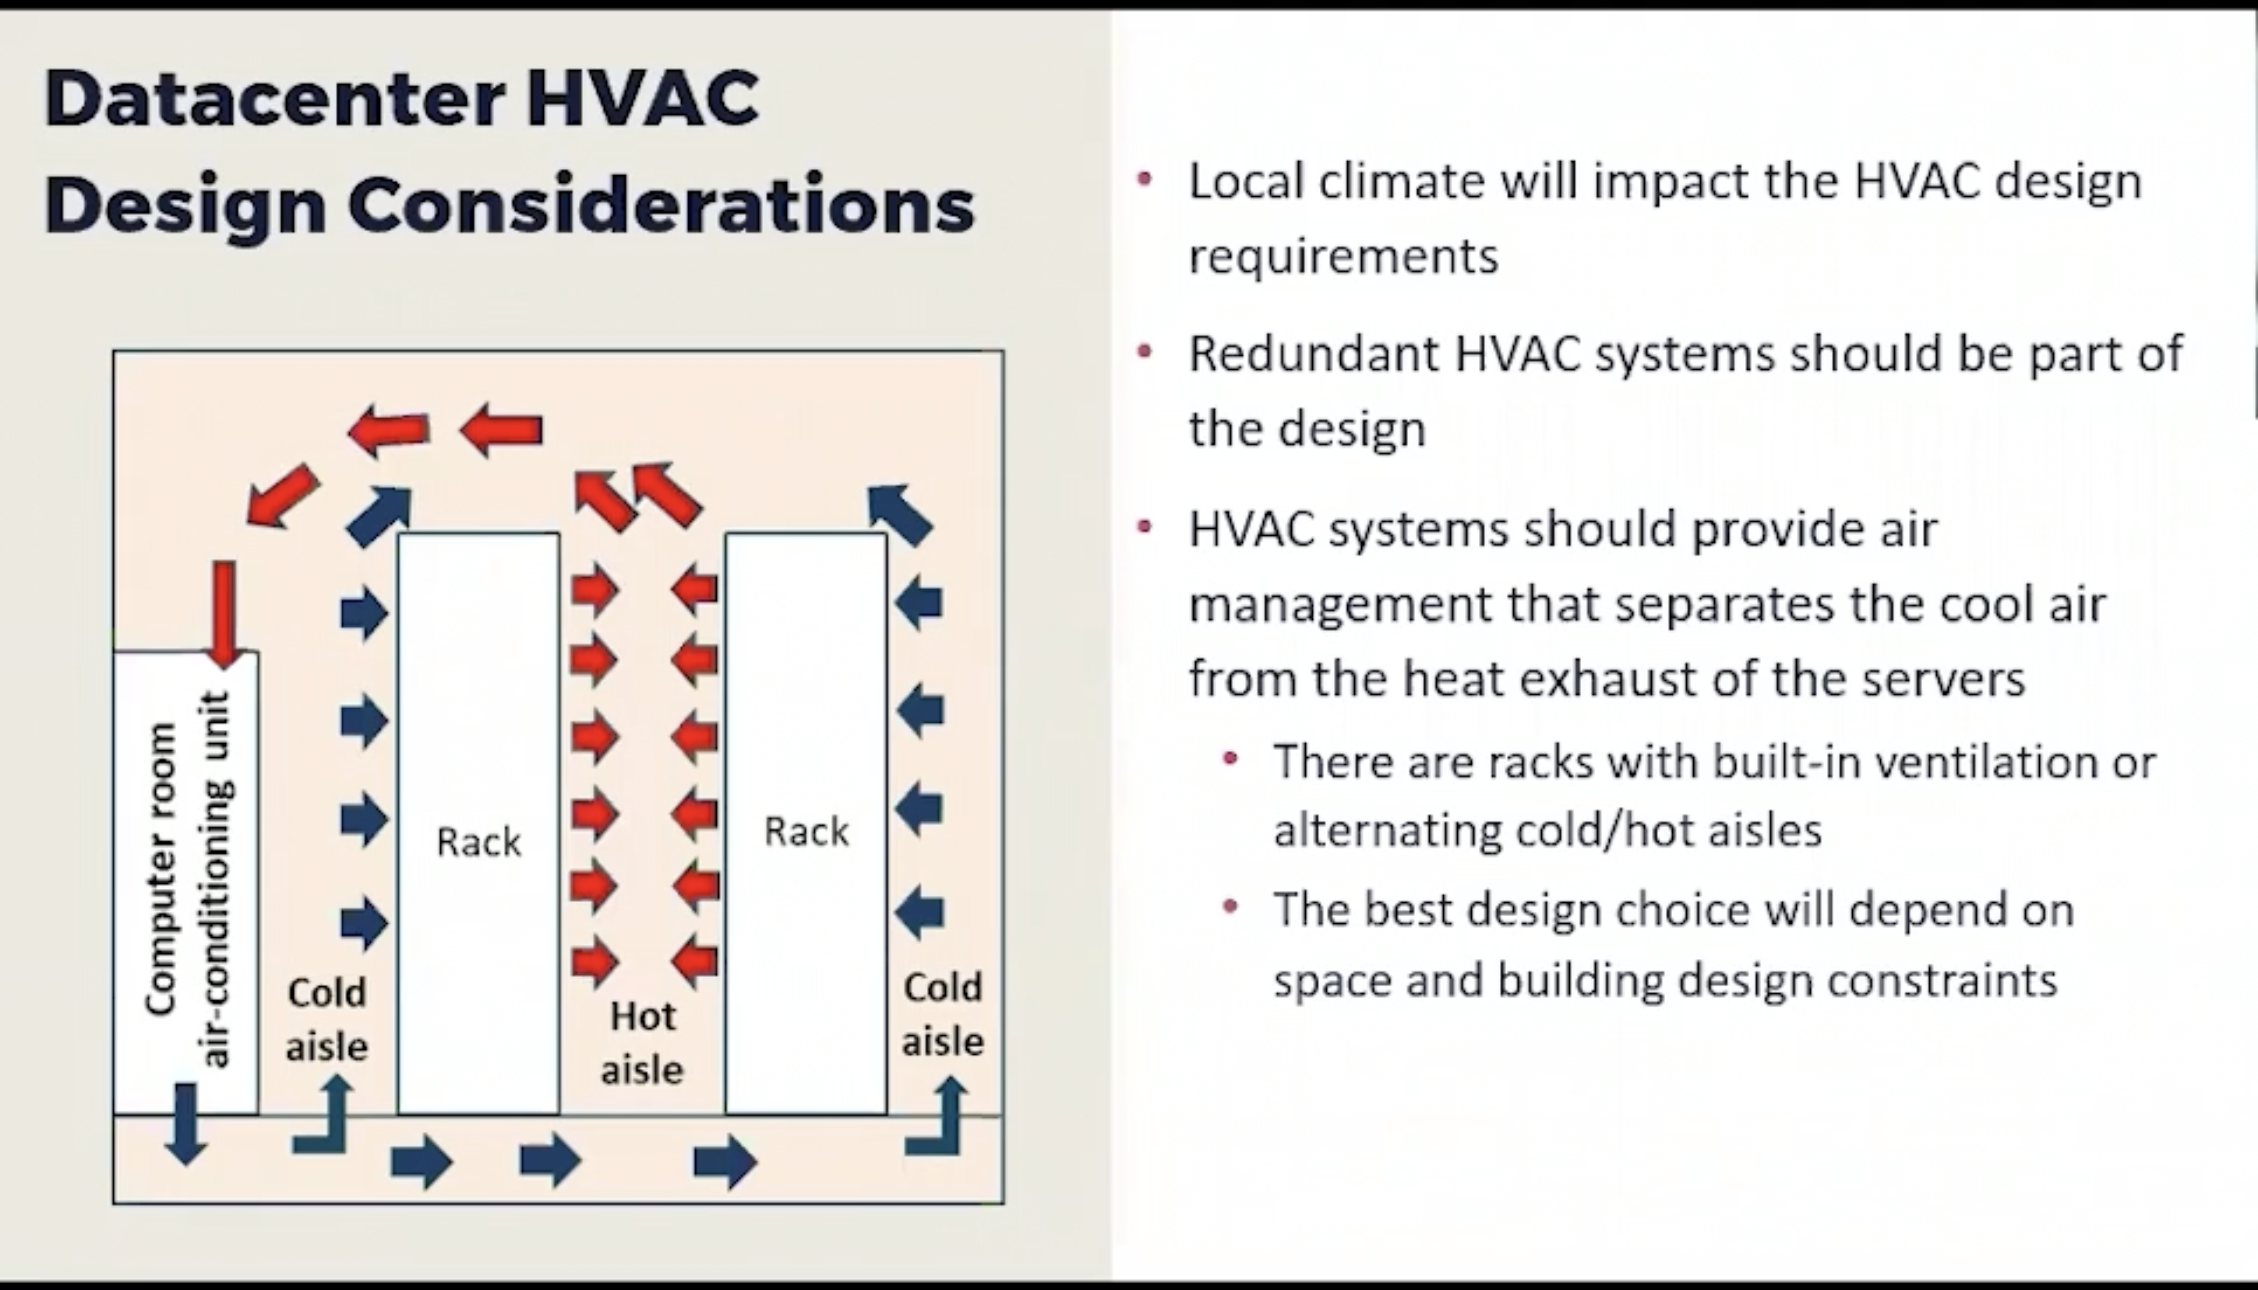 Datacenter HVAC
Design Considerations
Computer room
air-conditioning unit
Cold
aisle
Rack
Hot
aisle
Rack
Cold
aisle
• Local climate will impact the HVAC design
requirements
• Redundant HVAC systems should be part of
the design
• HVAC systems should provide air
management that separates the cool air
from the heat exhaust of the servers
• There are racks with built-in ventilation or
alternating cold/hot aisles
• The best design choice will depend on
space and building design constraints